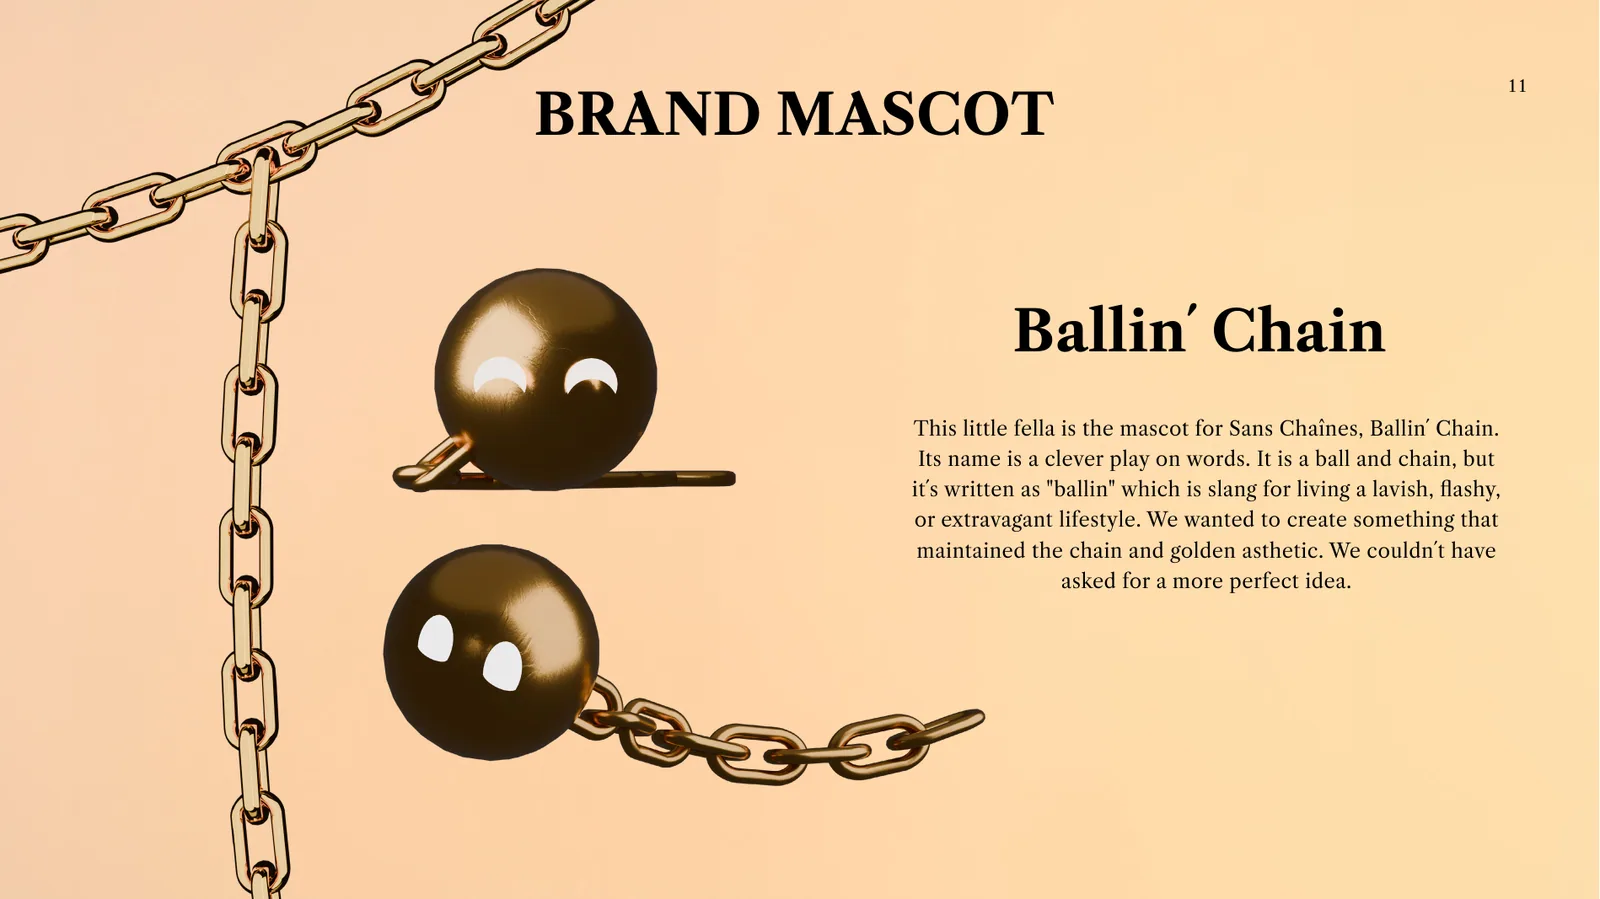 BRAND MASCOT
11
Ballin´ Chain
This little fella is the mascot for Sans Chaînes, Ballin´ Chain.
Its name is a clever play on words. It is a ball and chain, but
it´s written as "ballin" which is slang for living a lavish, flashy,
or extravagant lifestyle. We wanted to create something that
maintained the chain and golden asthetic. We couldn´t have
asked for a more perfect idea.